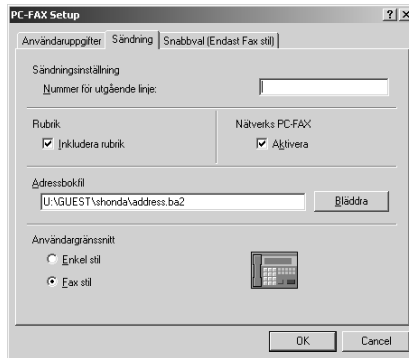 PC-FAX Setup
Användaruppgifter Sändning Snabbval (Endast Fax stil)
Sändningsinställning
Nummer för utgående linje:
Rubrik Nätverks PC-FAX
Inkludera rubrik Aktivera
Adressbokfil
U:\GUEST\shonda\address.ba2 Bläddra
Användargränssnitt
Enkel stil
Fax stil
OK Cancel